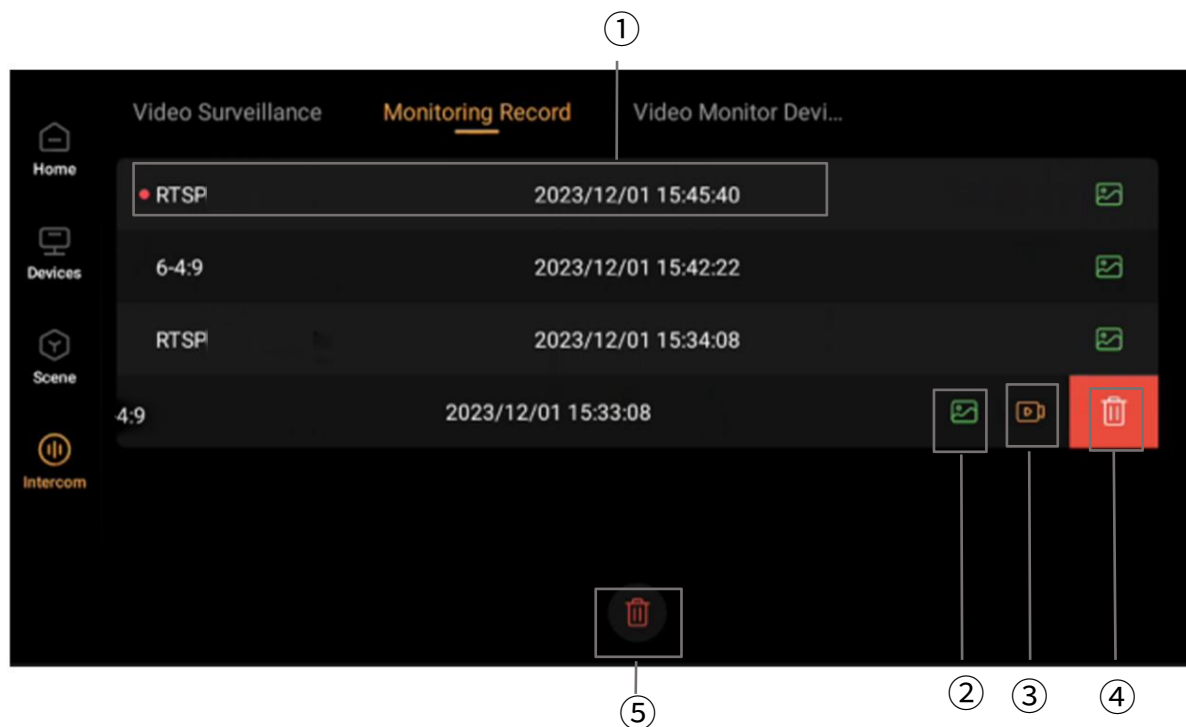 ①
Video Surveillance Monitoring Record Video Monitor Devi...
Home
RTSP 2023/12/01 15:45:40
Devices
6-4:9 2023/12/01 15:42:22
RTSP 2023/12/01 15:34:08
Scene
4:9 2023/12/01 15:33:08
Intercom
② ③ ④
⑤